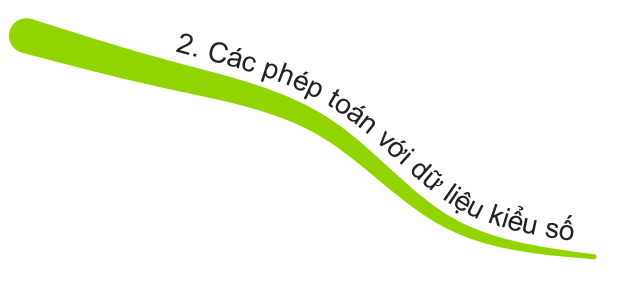 2. Các phép toán với dữ liệu kiểu số